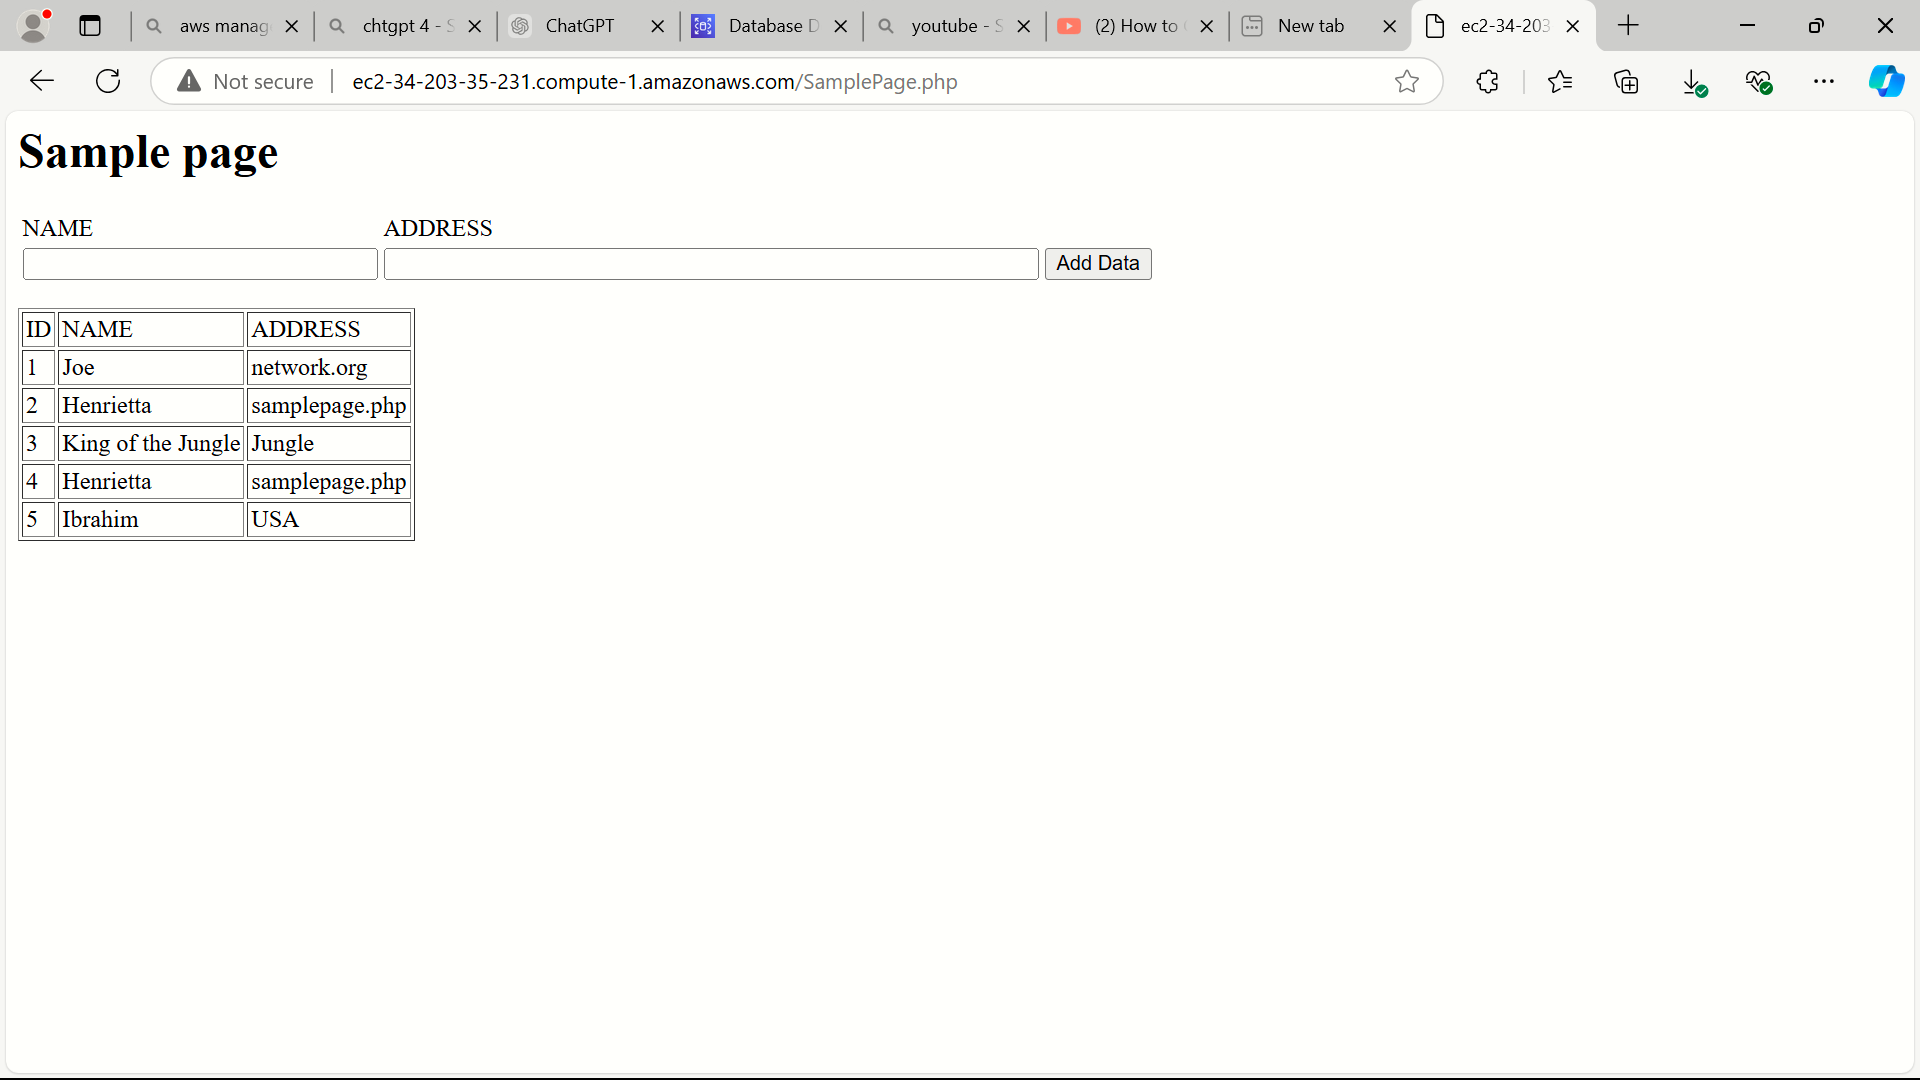 aws manag chtgpt 4 - S ChatGPT Database D youtube - S (2) How to New tab ec2-34-203
Not secure ec2-34-203-35-231.compute-1.amazonaws.com/SamplePage.php
Sample page
NAME ADDRESS
Add Data
ID NAME ADDRESS
1 Joe network.org
2 Henrietta samplepage.php
3 King of the Jungle Jungle
4 Henrietta samplepage.php
5 Ibrahim USA